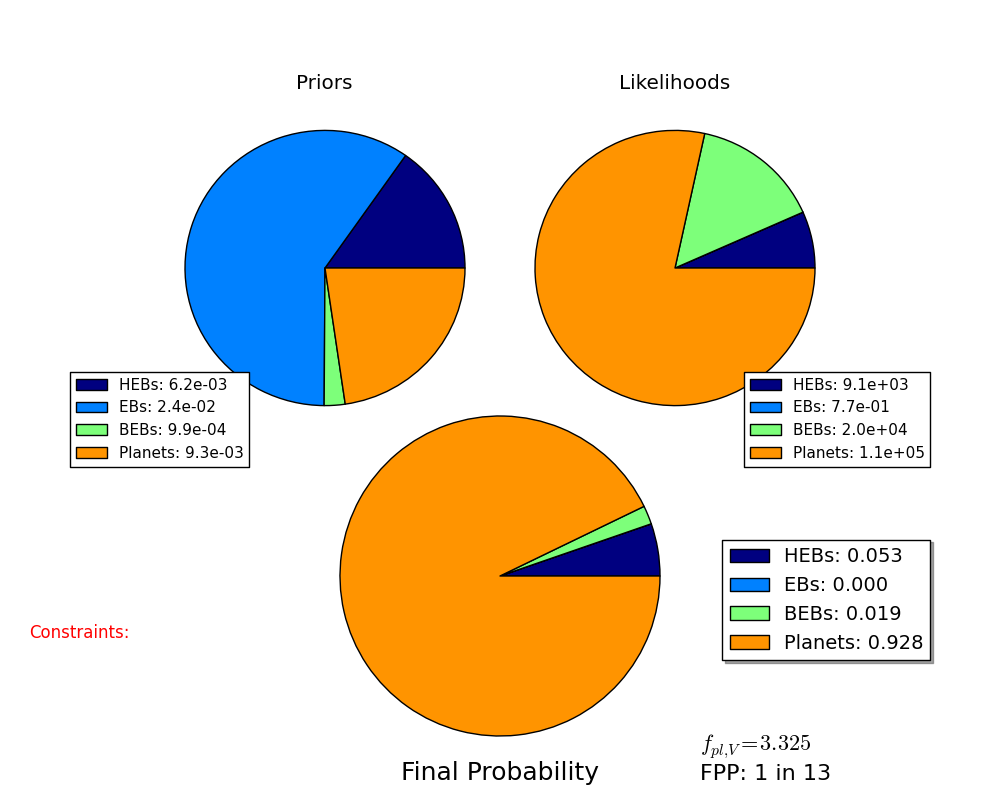 Priors
Likelihoods
HEBs: 6.2e-03
EBs: 2.4e-02
BEBs: 9.9e-04
Planets: 9.3e-03
HEBs: 9.1e+03
EBs: 7.7e-01
BEBs: 2.0e+04
Planets: 1.1e+05
HEBs: 0.053
EBs: 0.000
BEBs: 0.019
Planets: 0.928
Constraints:
f_{pl,V}=3.325
Final Probability
FPP: 1 in 13